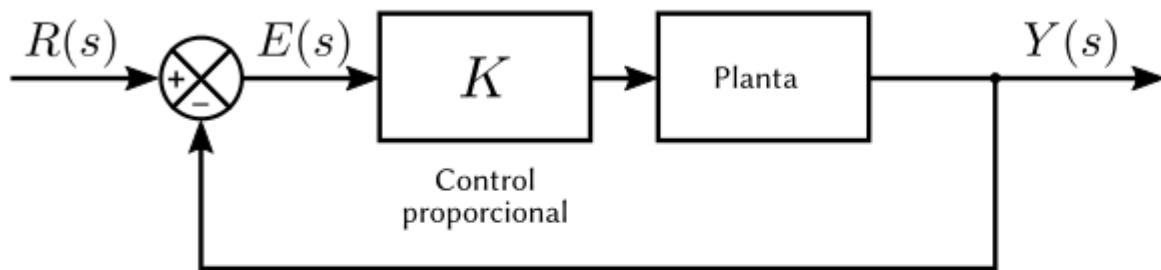 R(s)
E(s)
Y(s)
+
−
K
Planta
Control
proporcional